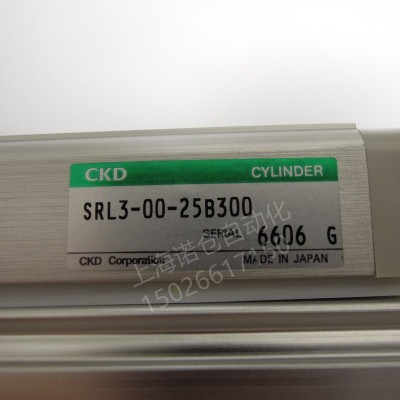 CKD CYLINDER
SRL3-00-25B300
SERIAL 6606 G
CKD Corporation MADE IN JAPAN
上海诺仓自动化
15026617150